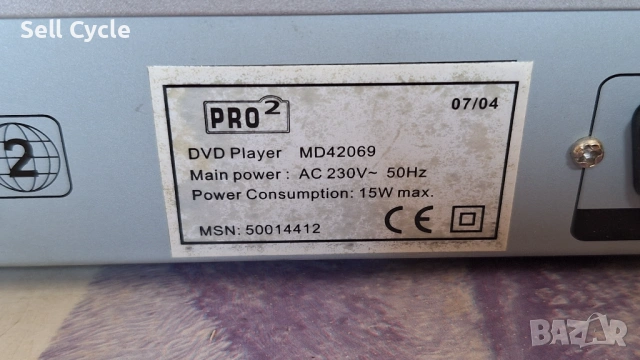 Sell Cycle
PRO2
07/04
DVD Player MD42069
Main power : AC 230V~ 50Hz
Power Consumption: 15W max.
MSN: 50014412
CE
2
BAZAR